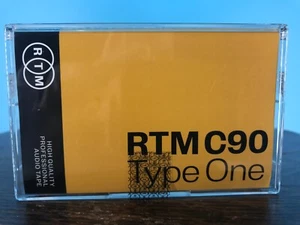 RTM
HIGH QUALITY
PROFESSIONAL
AUDIO TAPE
RTM C90
Type One